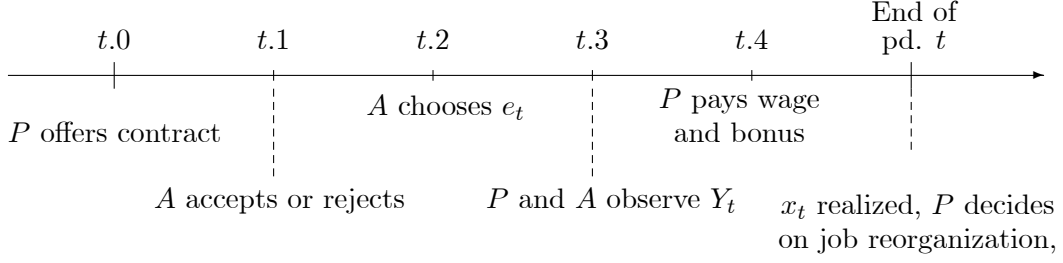 End of
t.0 t.1 t.2 t.3 t.4 pd. t
A chooses e_t
P pays wage
and bonus
P offers contract
A accepts or rejects
P and A observe Y_t
x_t realized, P decides
on job reorganization,